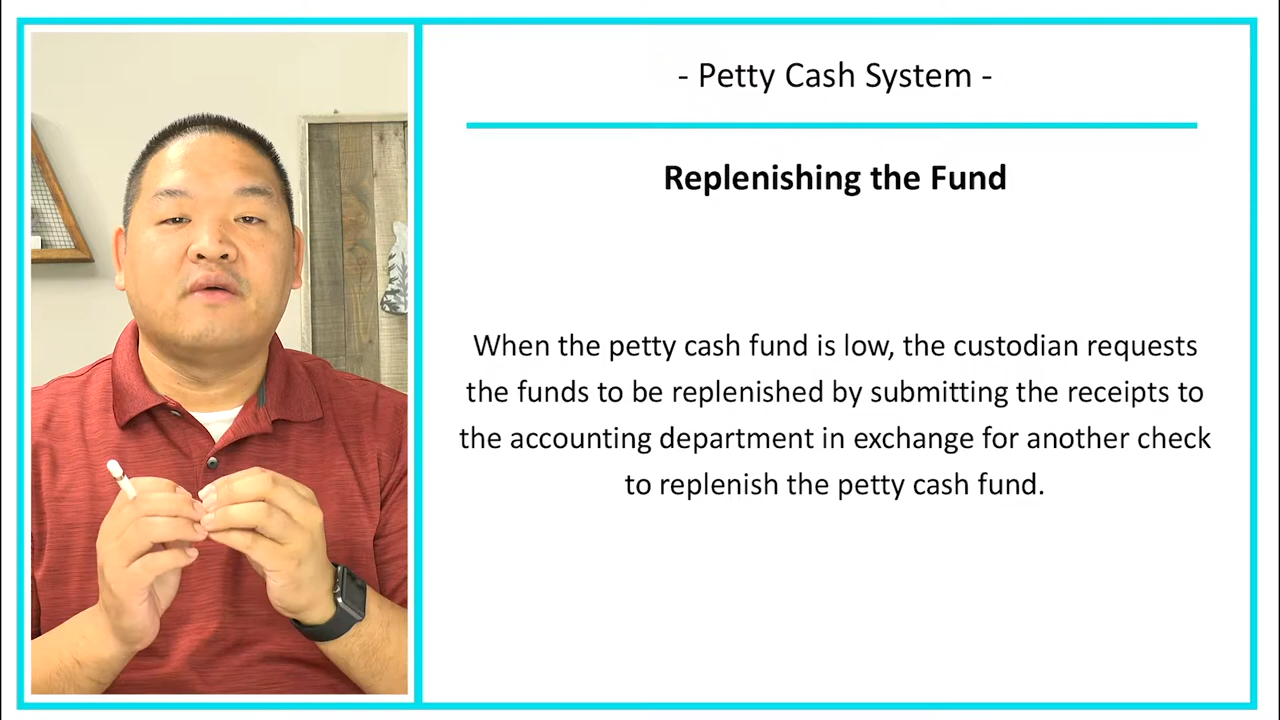 - Petty Cash System -
Replenishing the Fund
When the petty cash fund is low, the custodian requests
the funds to be replenished by submitting the receipts to
the accounting department in exchange for another check
to replenish the petty cash fund.